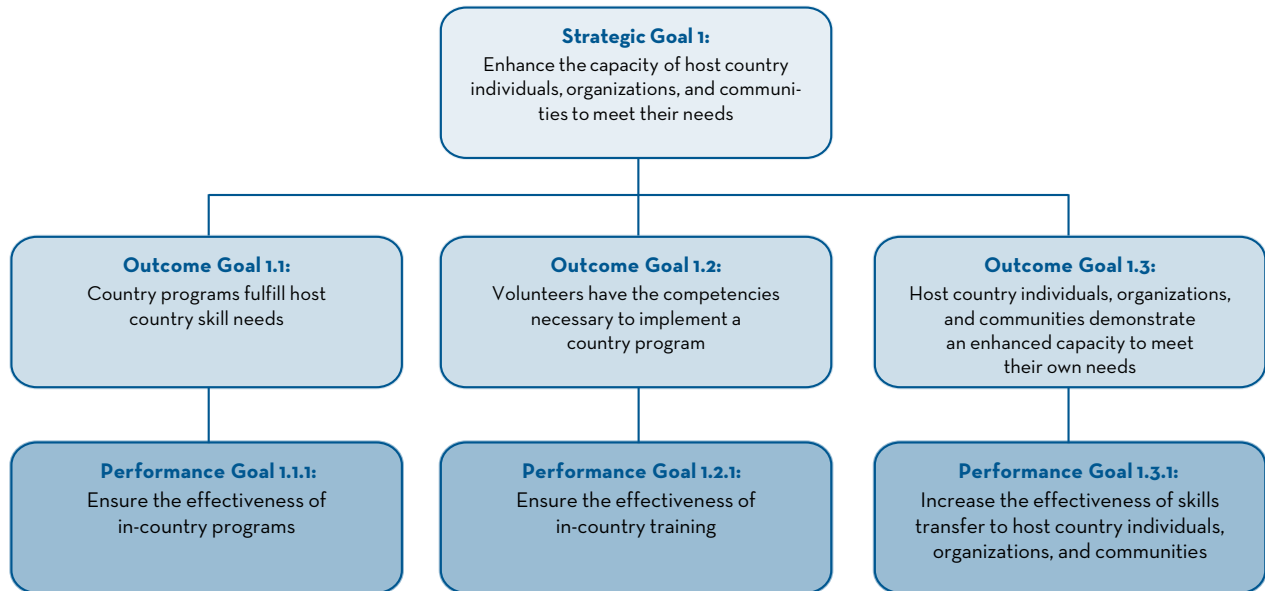 Strategic Goal 1:
Enhance the capacity of host country
individuals, organizations, and communi-
ties to meet their needs
Outcome Goal 1.1:
Country programs fulfill host
country skill needs
Outcome Goal 1.2:
Volunteers have the competencies
necessary to implement a
country program
Outcome Goal 1.3:
Host country individuals, organizations,
and communities demonstrate
an enhanced capacity to meet
their own needs
Performance Goal 1.1.1:
Ensure the effectiveness of
in-country programs
Performance Goal 1.2.1:
Ensure the effectiveness of
in-country training
Performance Goal 1.3.1:
Increase the effectiveness of skills
transfer to host country individuals,
organizations, and communities